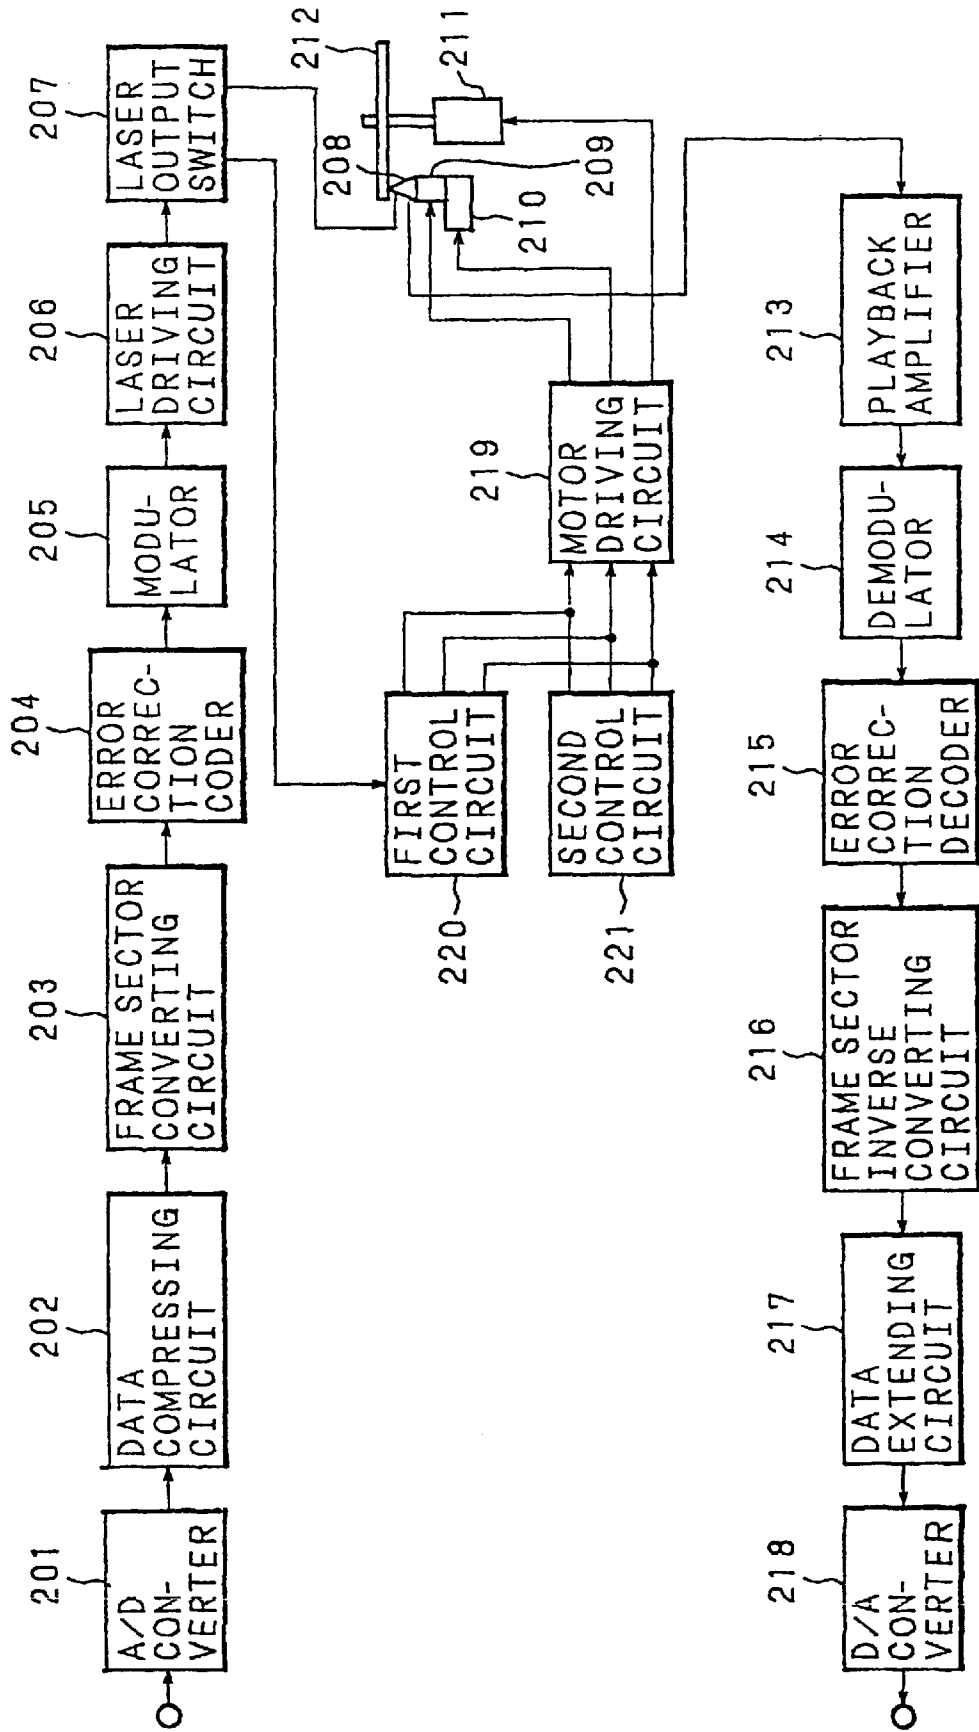 201
A/D
CON-
VERTER
202
DATA
COMPRESSING
CIRCUIT
203
FRAME SECTOR
CONVERTING
CIRCUIT
204
ERROR
CORREC-
TION
CODER
205
MODU-
LATOR
206
LASER
DRIVING
CIRCUIT
207
LASER
OUTPUT
SWITCH
212
211
208
209
210
219
MOTOR
DRIVING
CIRCUIT
FIRST
CONTROL
CIRCUIT
220
SECOND
CONTROL
CIRCUIT
221
218
D/A
CON-
VERTER
217
DATA
EXTENDING
CIRCUIT
216
FRAME SECTOR
INVERSE
CONVERTING
CIRCUIT
215
ERROR
CORREC-
TION
DECODER
214
DEMODU-
LATOR
213
PLAYBACK
AMPLIFIER